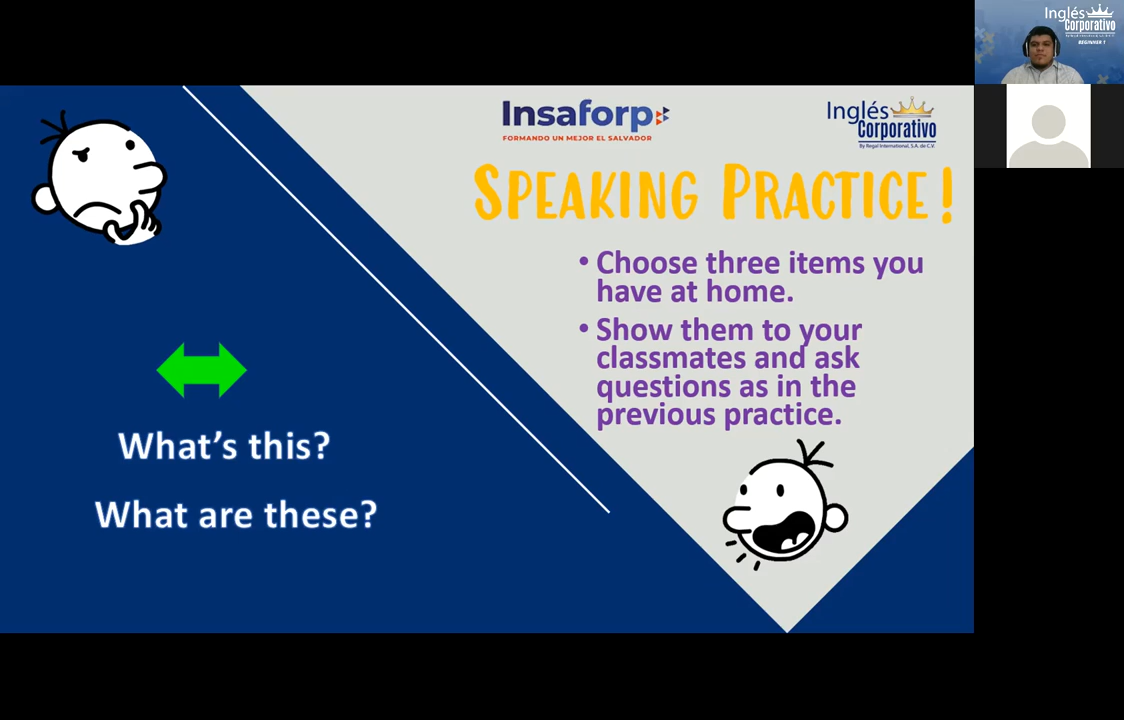 Inglés
Corporativo
BEGINNER 1
Insaforp
FORMANDO UN MEJOR EL SALVADOR
Inglés
Corporativo
By Regal International, S.A. de C.V.
SPEAKING PRACTICE!
• Choose three items you
have at home.
• Show them to your
classmates and ask
questions as in the
previous practice.
What's this?
What are these?